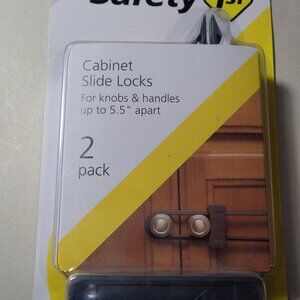 Safety 1st
Cabinet
Slide Locks
For knobs & handles
up to 5.5" apart
2
pack